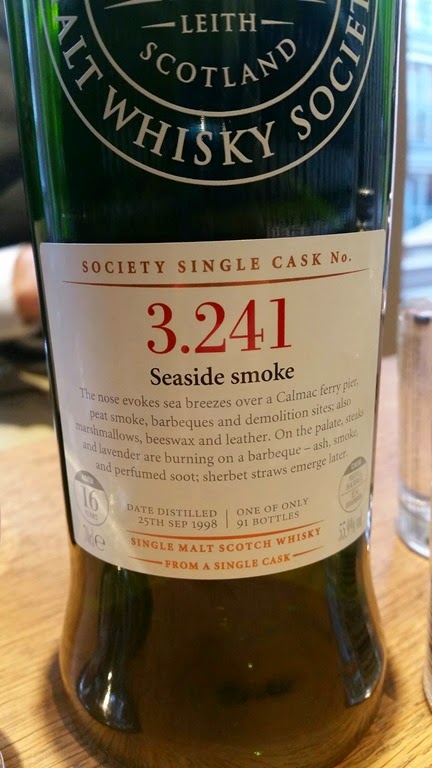 LEITH
SCOTLAND
ALT WHISKY SOCIET
SOCIETY SINGLE CASK No.
3.241
Seaside smoke
The nose evokes sea breezes over a Calmac ferry pier,
peat smoke, barbeques and demolition sites; also
marshmallows, beeswax and leather. On the palate, steaks
and lavender are burning on a barbeque – ash, smoke,
and perfumed soot; sherbet straws emerge later.
AGED
16
YEARS
DATE DISTILLED
25TH SEP 1998
ONE OF ONLY
91 BOTTLES
SINGLE MALT SCOTCH WHISKY
FROM A SINGLE CASK